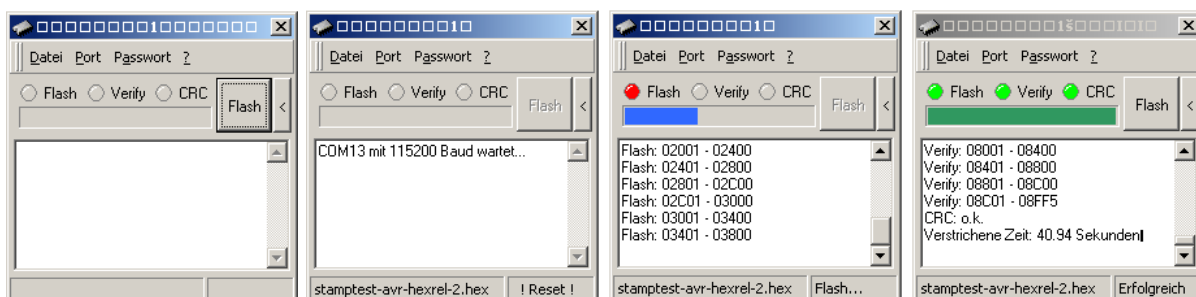 Datei Port Passwort ?
Flash Verify CRC
Flash <
Datei Port Passwort ?
Flash Verify CRC
Flash <
COM13 mit 115200 Baud wartet...
stamptest-avr-hexrel-2.hex ! Reset !
Datei Port Passwort ?
Flash Verify CRC
Flash <
Flash: 02001 - 02400
Flash: 02401 - 02800
Flash: 02801 - 02C00
Flash: 02C01 - 03000
Flash: 03001 - 03400
Flash: 03401 - 03800
stamptest-avr-hexrel-2.hex Flash...
Datei Port Passwort ?
Flash Verify CRC
Flash <
Verify: 08001 - 08400
Verify: 08401 - 08800
Verify: 08801 - 08C00
Verify: 08C01 - 08FF5
CRC: o.k.
Verstrichene Zeit: 40.94 Sekunden
stamptest-avr-hexrel-2.hex Erfolgreich